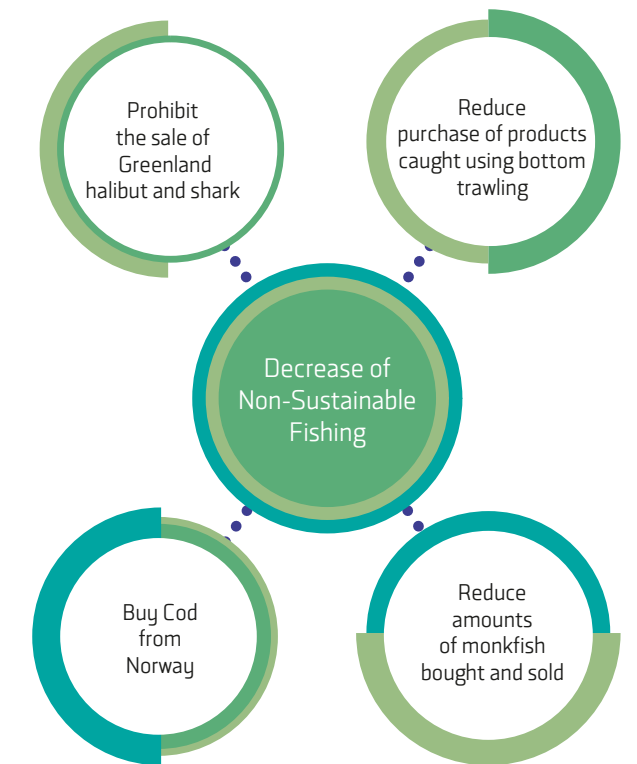 Prohibit
the sale of
Greenland
halibut and shark
Reduce
purchase of products
caught using bottom
trawling
Decrease of
Non-Sustainable
Fishing
Buy Cod
from
Norway
Reduce
amounts
of monkfish
bought and sold